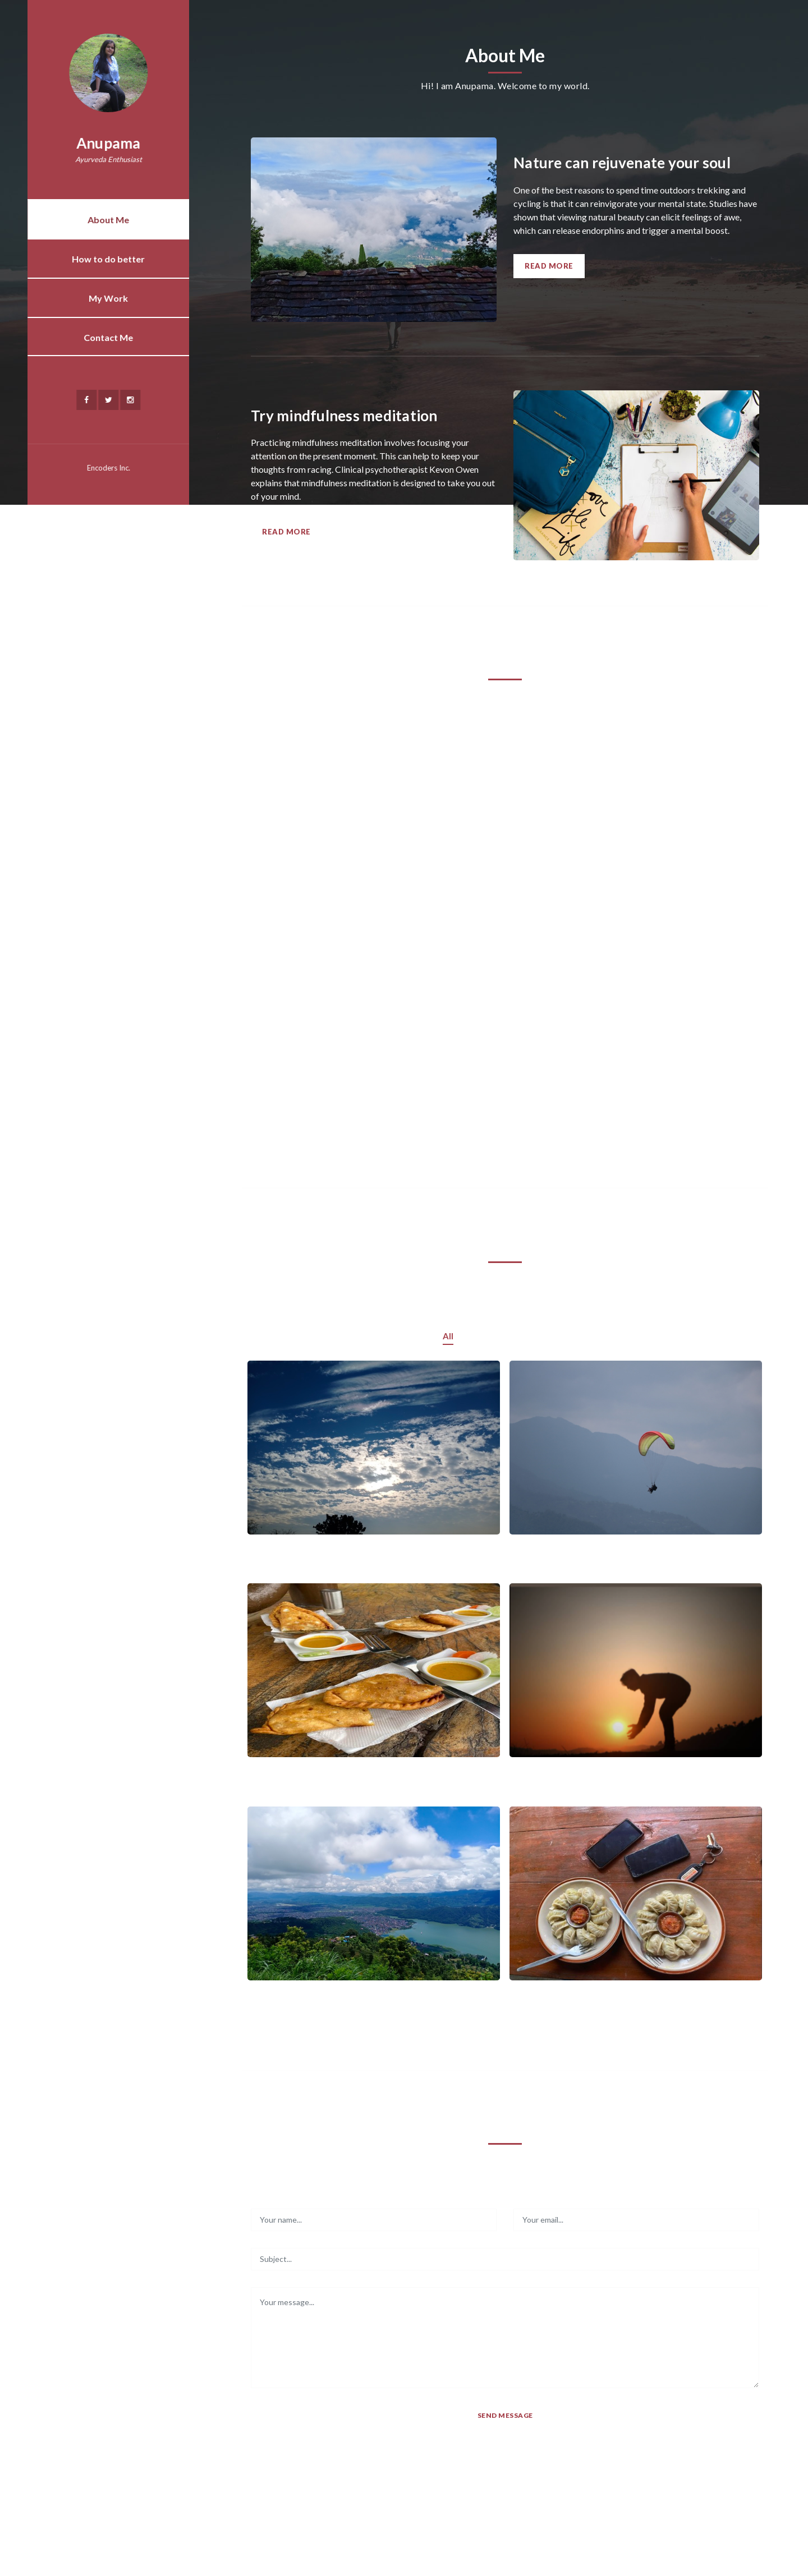 Anupama
Ayurveda Enthusiast
About Me
How to do better
My Work
Contact Me
Encoders Inc.
About Me
Hi! I am Anupama. Welcome to my world.
Nature can rejuvenate your soul
One of the best reasons to spend time outdoors trekking and
cycling is that it can reinvigorate your mental state. Studies have
shown that viewing natural beauty can elicit feelings of awe,
which can release endorphins and trigger a mental boost.
READ MORE
Try mindfulness meditation
Practicing mindfulness meditation involves focusing your
attention on the present moment. This can help to keep your
thoughts from racing. Clinical psychotherapist Kevon Owen
explains that mindfulness meditation is designed to take you out
of your mind.
READ MORE
All
Your name...
Your email...
Subject...
Your message...
SEND MESSAGE